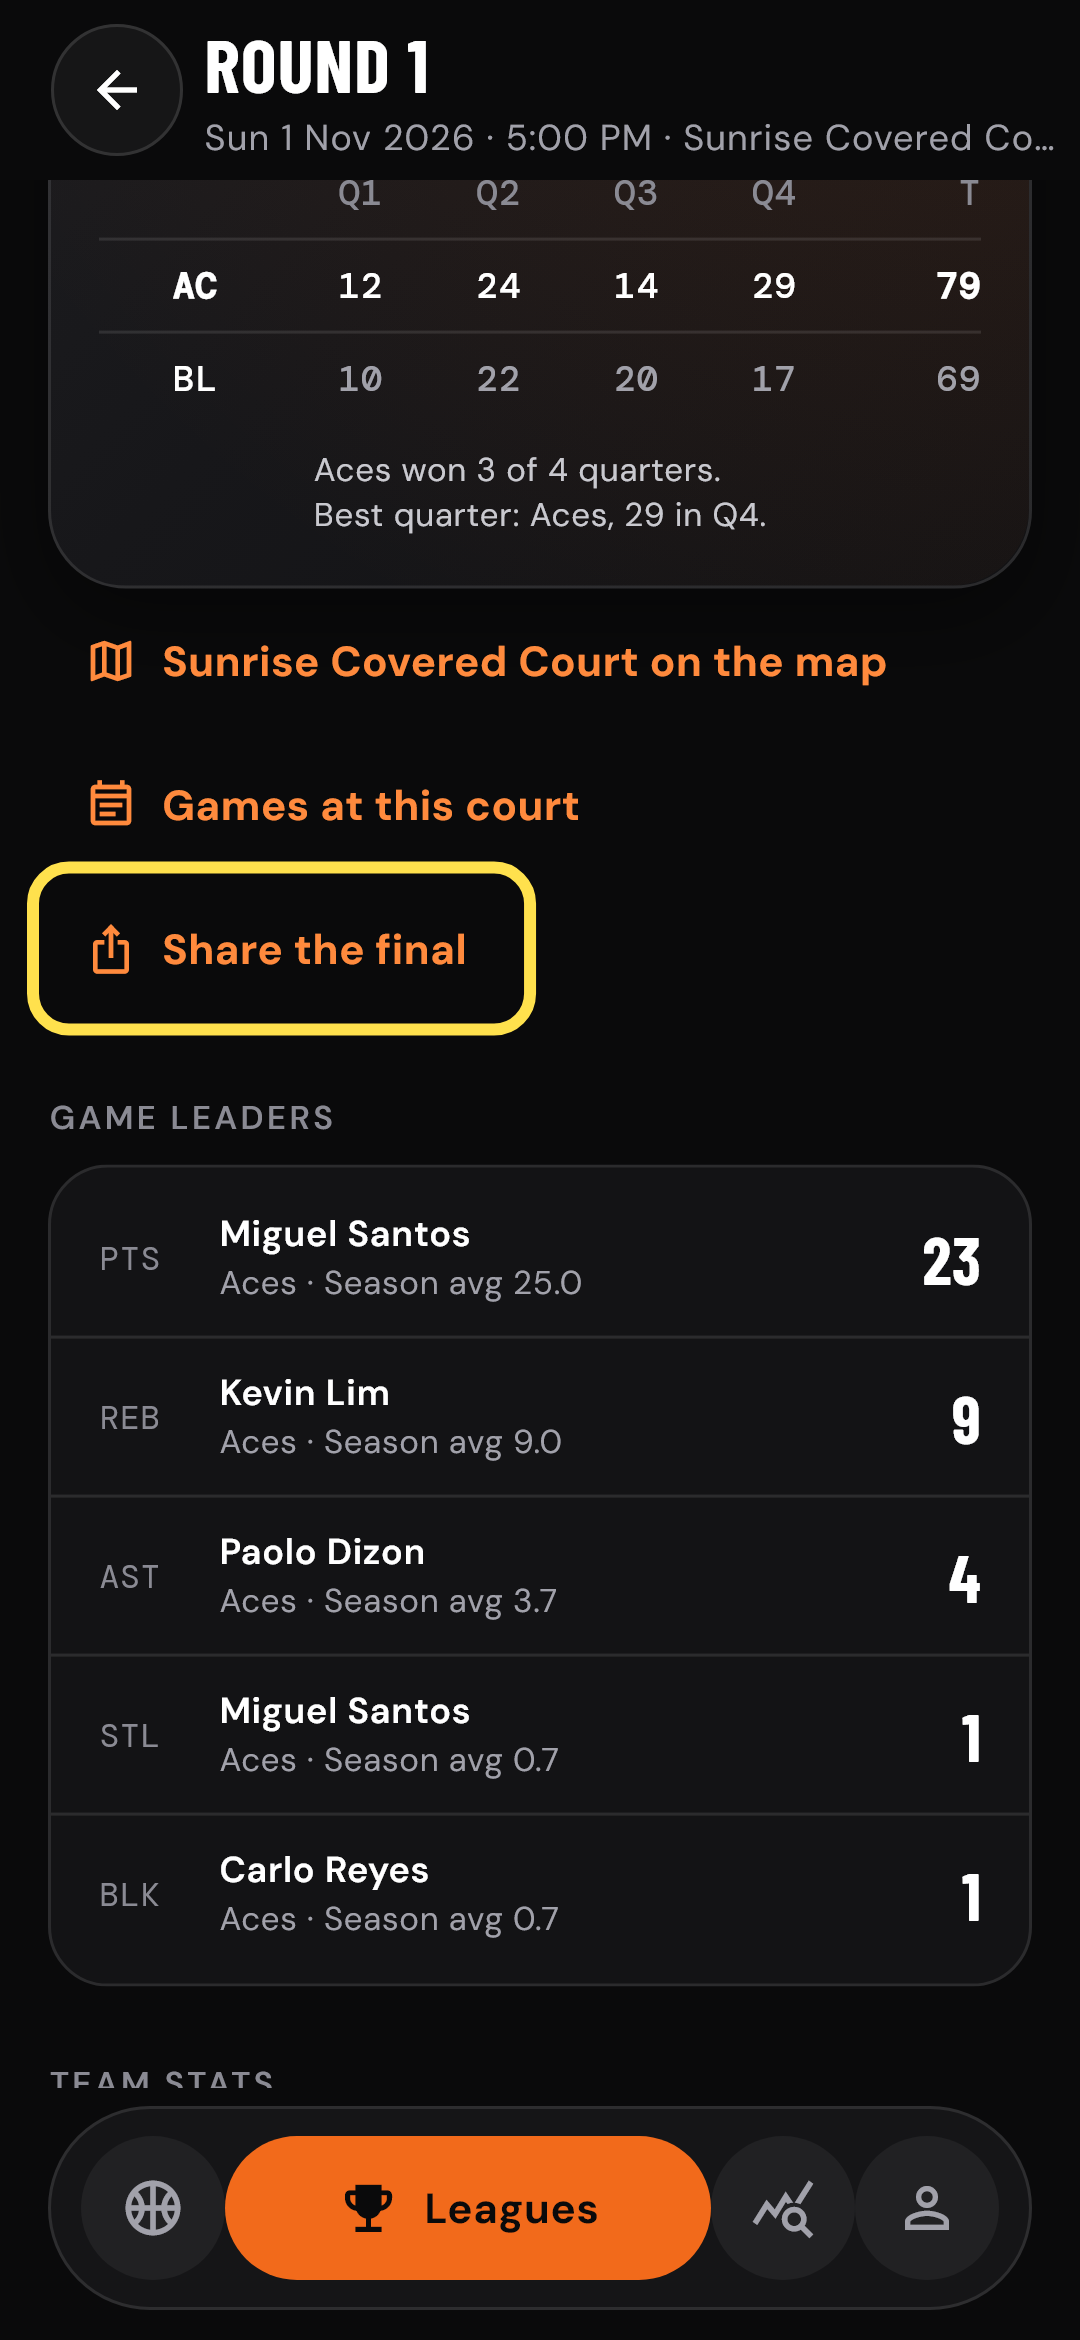 ROUND 1
Sun 1 Nov 2026 · 5:00 PM · Sunrise Covered Co...
Q1 Q2 Q3 Q4 T
AC 12 24 14 29 79
BL 10 22 20 17 69
Aces won 3 of 4 quarters.
Best quarter: Aces, 29 in Q4.
Sunrise Covered Court on the map
Games at this court
Share the final
GAME LEADERS
PTS Miguel Santos 23
Aces · Season avg 25.0
REB Kevin Lim 9
Aces · Season avg 9.0
AST Paolo Dizon 4
Aces · Season avg 3.7
STL Miguel Santos 1
Aces · Season avg 0.7
BLK Carlo Reyes 1
Aces · Season avg 0.7
TEAM STATS
Leagues